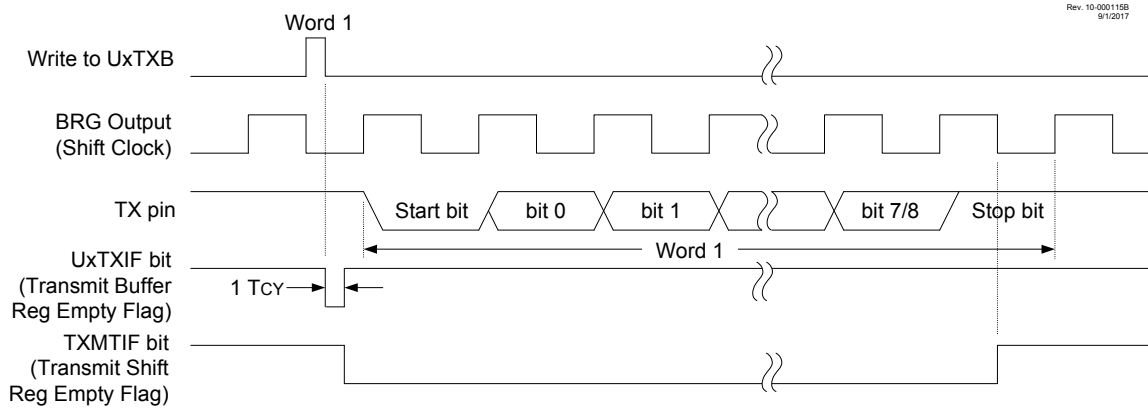 Rev. 10-000115B
9/1/2017
Word 1
Write to UxTXB
BRG Output
(Shift Clock)
TX pin
Start bit
bit 0
bit 1
bit 7/8
Stop bit
Word 1
UxTXIF bit
(Transmit Buffer
Reg Empty Flag)
1 TCY
TXMTIF bit
(Transmit Shift
Reg Empty Flag)